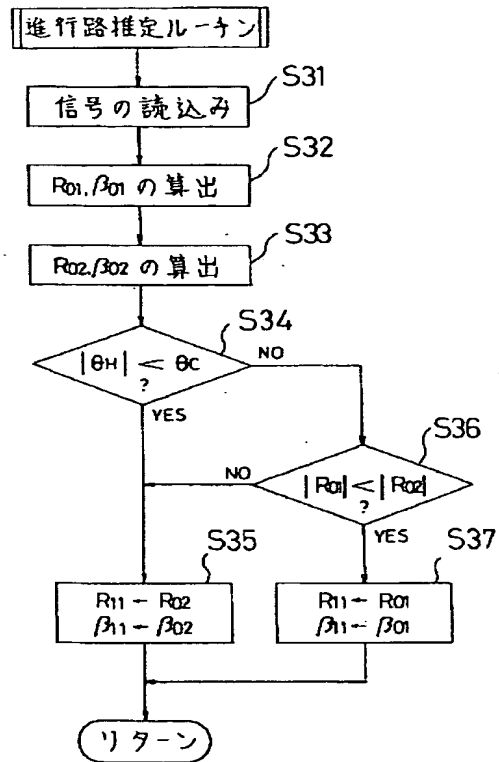 進行路推定ルーチン
S31
信号の読込み
S32
R01,β01 の算出
S33
R02,β02 の算出
S34
|θH| < θC
?
NO
YES
S36
|R01|<|R02|
?
NO
YES
S35
R11 ← R02
β11 ← β02
S37
R11 ← R01
β11 ← β01
リターン